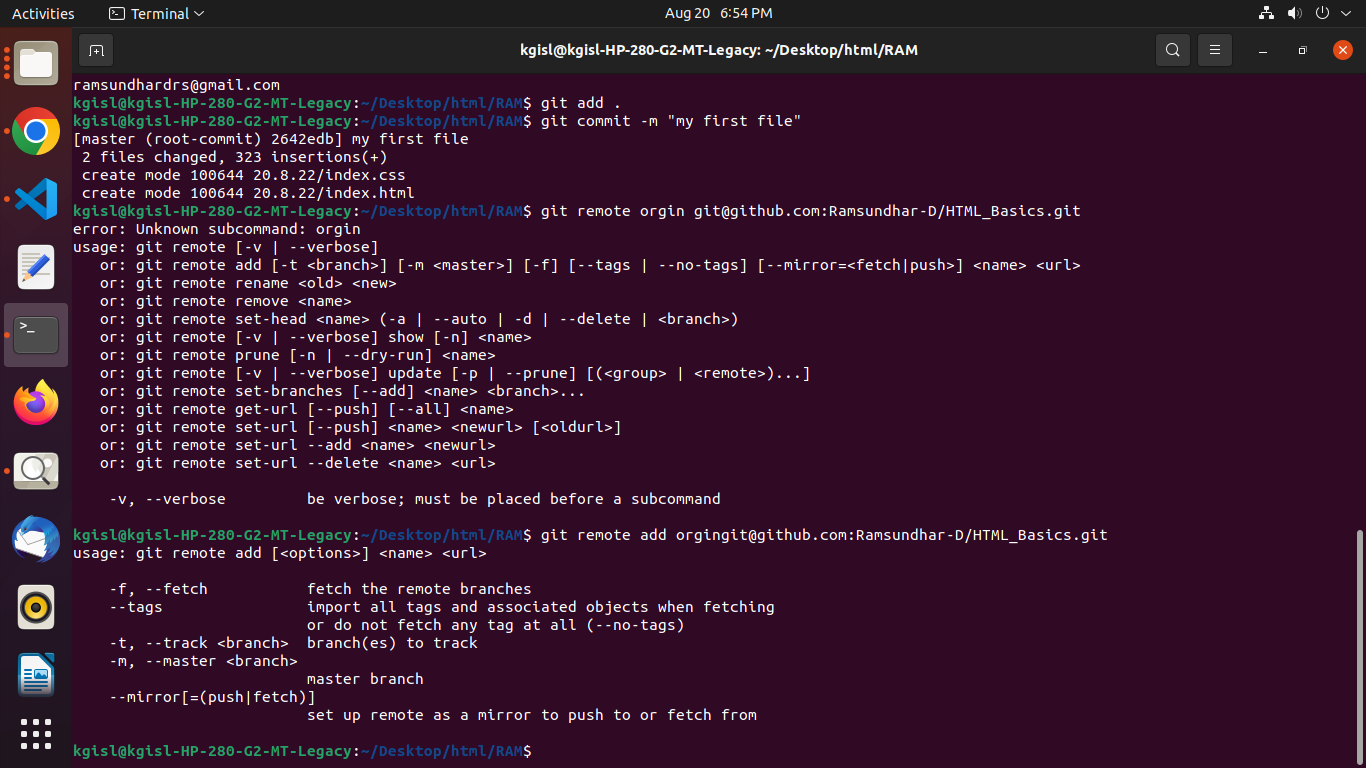 Activities
Terminal
Aug 20 6:54 PM
kgisl@kgisl-HP-280-G2-MT-Legacy: ~/Desktop/html/RAM
ramsundhardrs@gmail.com
kgisl@kgisl-HP-280-G2-MT-Legacy:~/Desktop/html/RAM$ git add .
kgisl@kgisl-HP-280-G2-MT-Legacy:~/Desktop/html/RAM$ git commit -m "my first file"
[master (root-commit) 2642edb] my first file
 2 files changed, 323 insertions(+)
 create mode 100644 20.8.22/index.css
 create mode 100644 20.8.22/index.html
kgisl@kgisl-HP-280-G2-MT-Legacy:~/Desktop/html/RAM$ git remote orgin git@github.com:Ramsundhar-D/HTML_Basics.git
error: Unknown subcommand: orgin
usage: git remote [-v | --verbose]
   or: git remote add [-t <branch>] [-m <master>] [-f] [--tags | --no-tags] [--mirror=<fetch|push>] <name> <url>
   or: git remote rename <old> <new>
   or: git remote remove <name>
   or: git remote set-head <name> (-a | --auto | -d | --delete | <branch>)
   or: git remote [-v | --verbose] show [-n] <name>
   or: git remote prune [-n | --dry-run] <name>
   or: git remote [-v | --verbose] update [-p | --prune] [(<group> | <remote>)...]
   or: git remote set-branches [--add] <name> <branch>...
   or: git remote get-url [--push] [--all] <name>
   or: git remote set-url [--push] <name> <newurl> [<oldurl>]
   or: git remote set-url --add <name> <newurl>
   or: git remote set-url --delete <name> <url>
    -v, --verbose         be verbose; must be placed before a subcommand
kgisl@kgisl-HP-280-G2-MT-Legacy:~/Desktop/html/RAM$ git remote add orgingit@github.com:Ramsundhar-D/HTML_Basics.git
usage: git remote add [<options>] <name> <url>
    -f, --fetch           fetch the remote branches
    --tags                import all tags and associated objects when fetching
                          or do not fetch any tag at all (--no-tags)
    -t, --track <branch>  branch(es) to track
    -m, --master <branch>
                          master branch
    --mirror[=(push|fetch)]
                          set up remote as a mirror to push to or fetch from
kgisl@kgisl-HP-280-G2-MT-Legacy:~/Desktop/html/RAM$